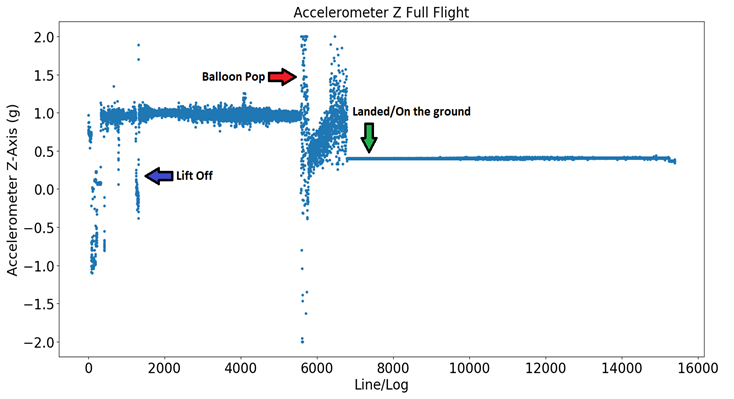 Accelerometer Z Full Flight
2.0
1.5
1.0
0.5
0.0
−0.5
−1.0
−1.5
−2.0
Accelerometer Z-Axis (g)
Balloon Pop
Landed/On the ground
Lift Off
0 2000 4000 6000 8000 10000 12000 14000 16000
Line/Log